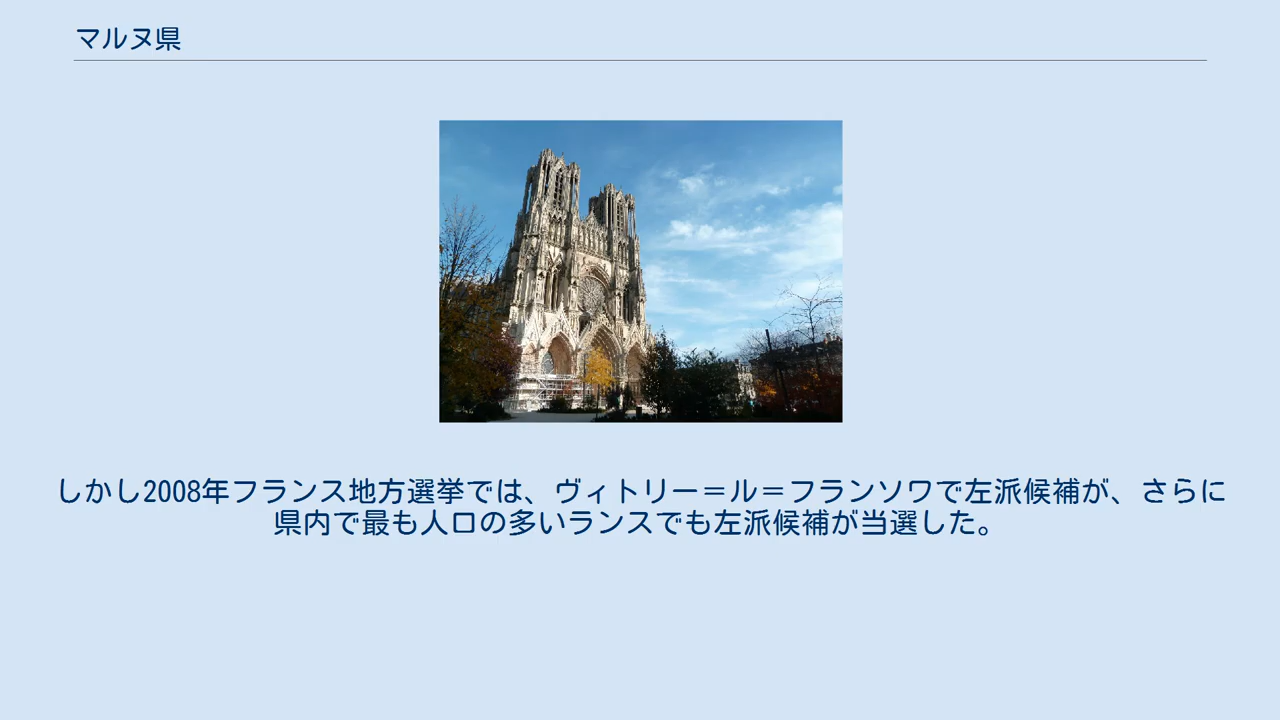 マルヌ県
しかし2008年フランス地方選挙では、ヴィトリー＝ル＝フランソワで左派候補が、さらに
県内で最も人口の多いランスでも左派候補が当選した。